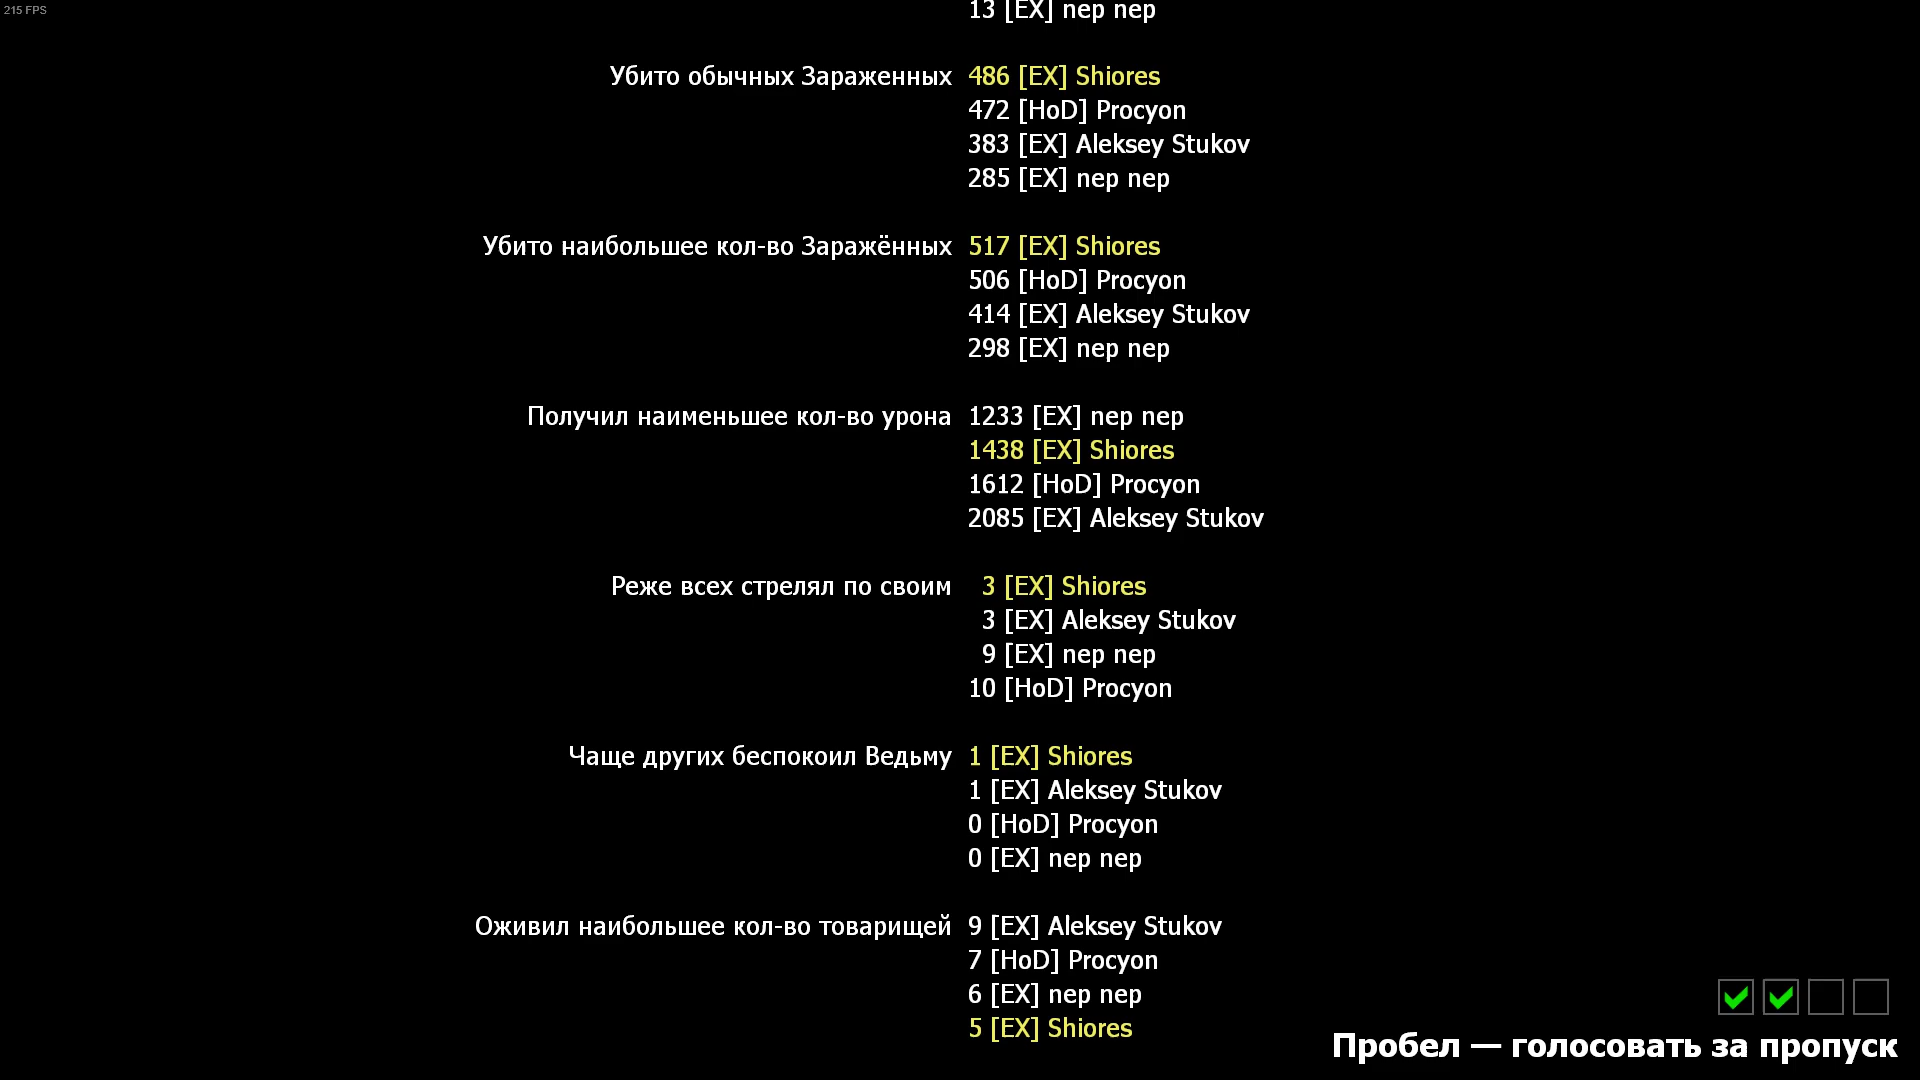 215 FPS
13 [EX] nep nep
Убито обычных Зараженных 486 [EX] Shiores
472 [HoD] Procyon
383 [EX] Aleksey Stukov
285 [EX] nep nep
Убито наибольшее кол-во Заражённых 517 [EX] Shiores
506 [HoD] Procyon
414 [EX] Aleksey Stukov
298 [EX] nep nep
Получил наименьшее кол-во урона 1233 [EX] nep nep
1438 [EX] Shiores
1612 [HoD] Procyon
2085 [EX] Aleksey Stukov
Реже всех стрелял по своим 3 [EX] Shiores
3 [EX] Aleksey Stukov
9 [EX] nep nep
10 [HoD] Procyon
Чаще других беспокоил Ведьму 1 [EX] Shiores
1 [EX] Aleksey Stukov
0 [HoD] Procyon
0 [EX] nep nep
Оживил наибольшее кол-во товарищей 9 [EX] Aleksey Stukov
7 [HoD] Procyon
6 [EX] nep nep
5 [EX] Shiores
Пробел — голосовать за пропуск